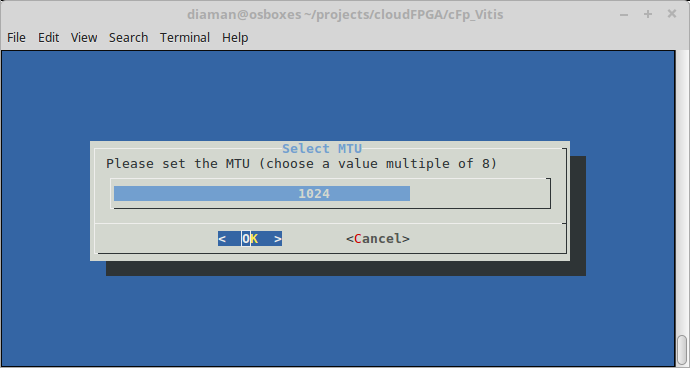 diaman@osboxes ~/projects/cloudFPGA/cFp_Vitis
File Edit View Search Terminal Help
Select MTU
Please set the MTU (choose a value multiple of 8)
1024
< OK > <Cancel>